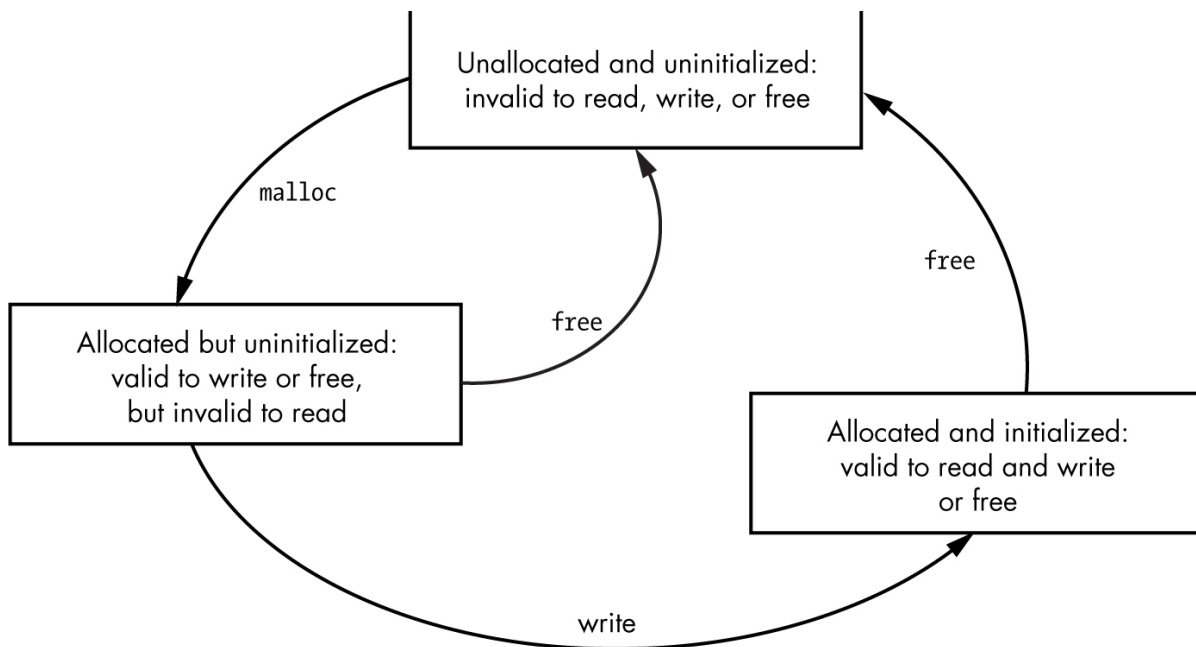 Unallocated and uninitialized:
invalid to read, write, or free
malloc
free
free
Allocated but uninitialized:
valid to write or free,
but invalid to read
Allocated and initialized:
valid to read and write
or free
write